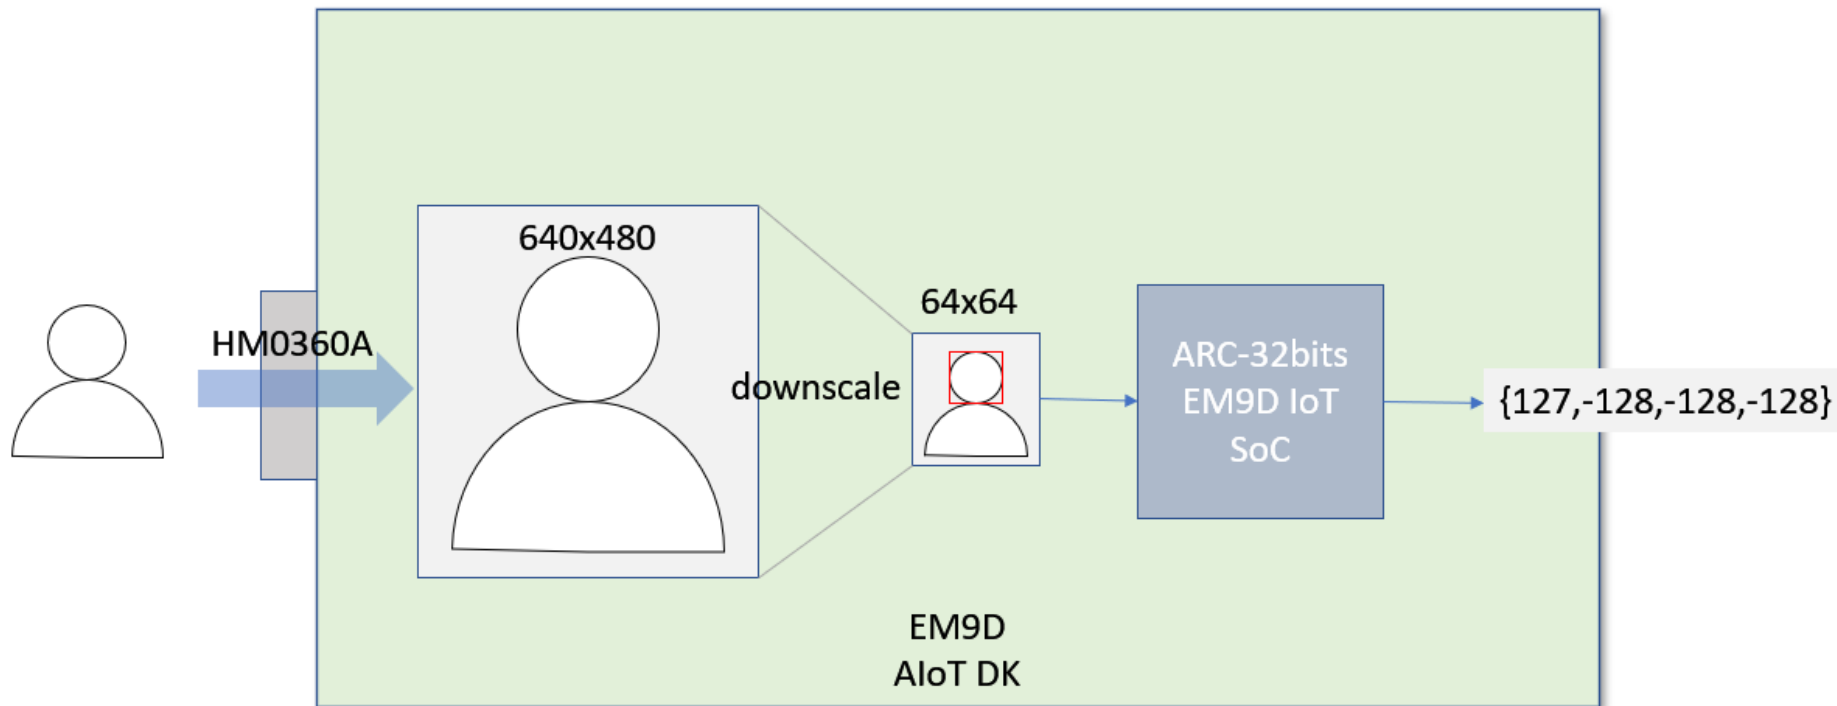 640x480
HM0360A
downscale
64x64
ARC-32bits
EM9D IoT
SoC
{127,-128,-128,-128}
EM9D
AIoT DK